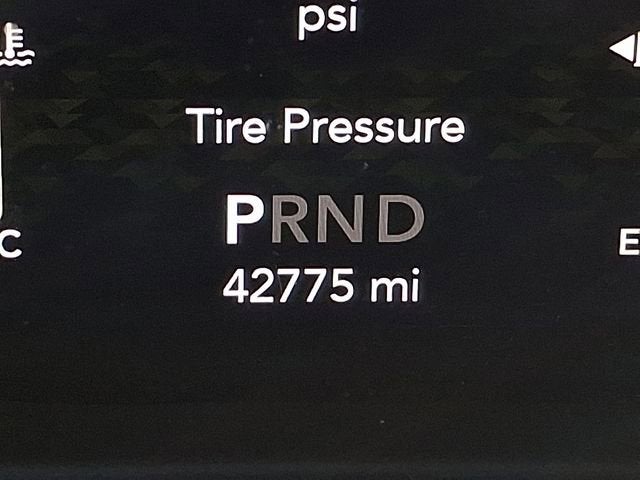 psi
Tire Pressure
PRND
C
E
42775 mi